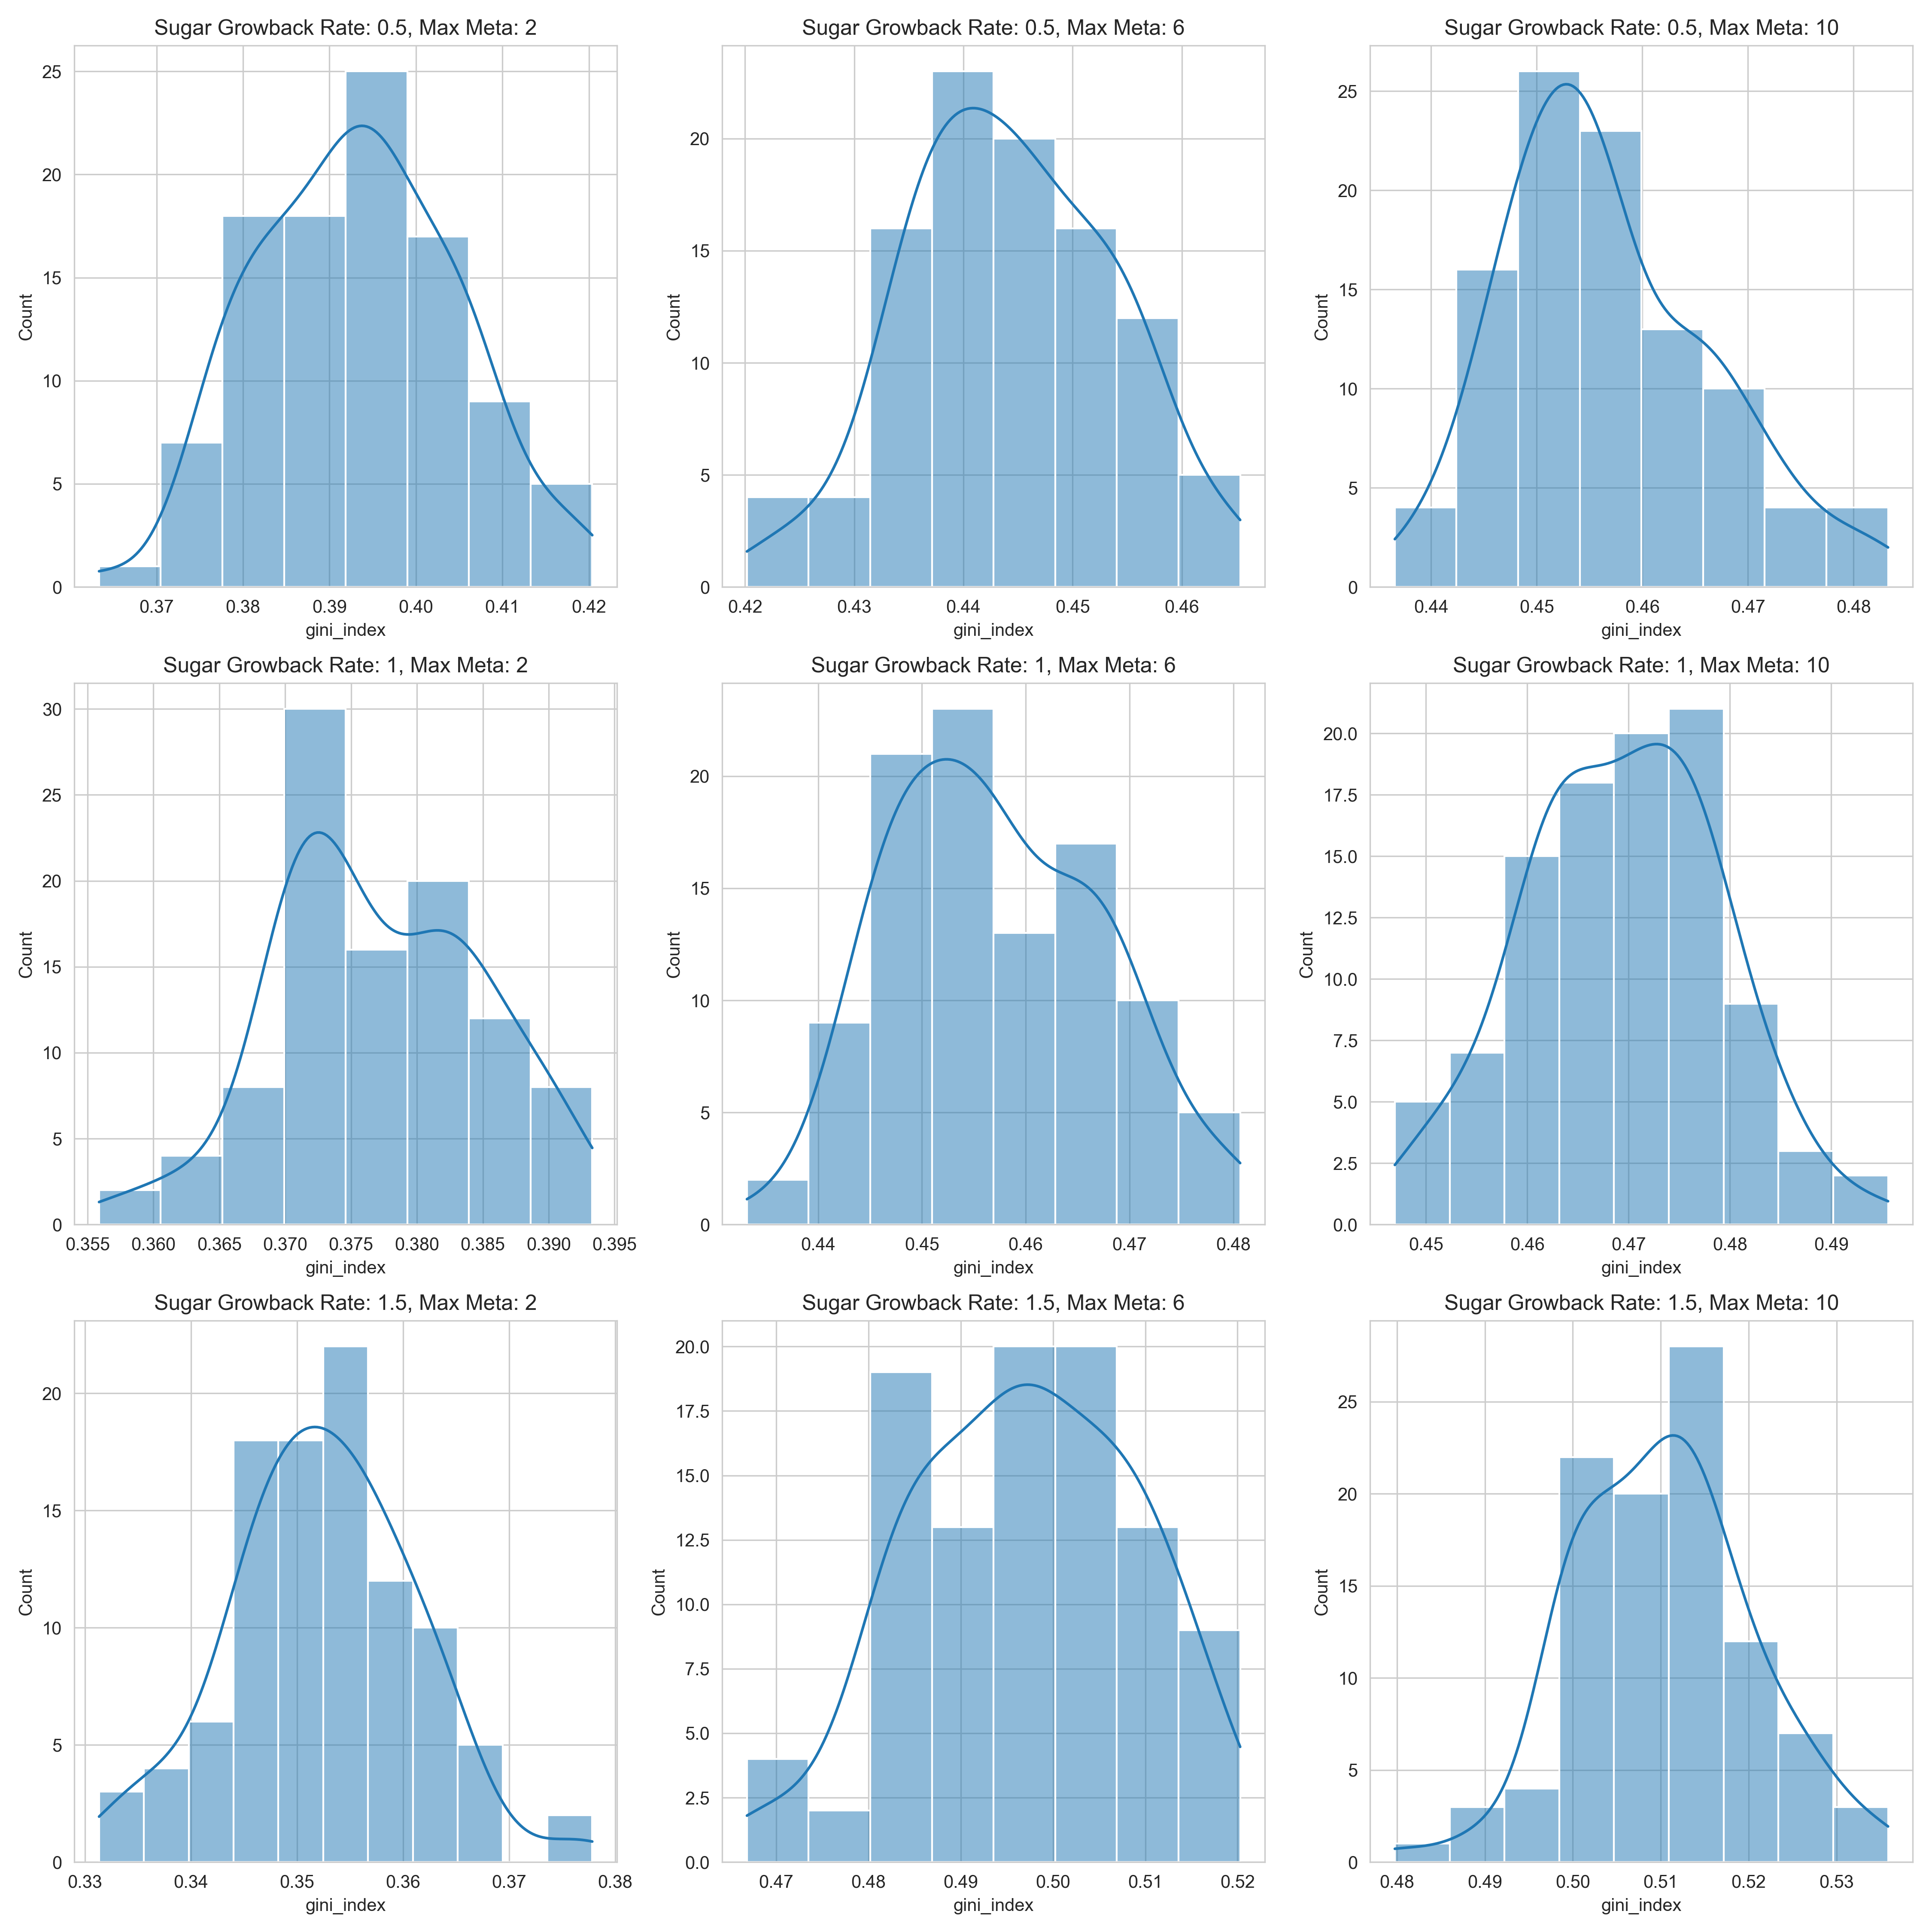 Sugar Growback Rate: 0.5, Max Meta: 2
25
20
15
10
5
0
Count
0.37 0.38 0.39 0.40 0.41 0.42
gini_index
Sugar Growback Rate: 0.5, Max Meta: 6
20
15
10
5
0
Count
0.42 0.43 0.44 0.45 0.46
gini_index
Sugar Growback Rate: 0.5, Max Meta: 10
25
20
15
10
5
0
Count
0.44 0.45 0.46 0.47 0.48
gini_index
Sugar Growback Rate: 1, Max Meta: 2
30
25
20
15
10
5
0
Count
0.355 0.360 0.365 0.370 0.375 0.380 0.385 0.390 0.395
gini_index
Sugar Growback Rate: 1, Max Meta: 6
20
15
10
5
0
Count
0.44 0.45 0.46 0.47 0.48
gini_index
Sugar Growback Rate: 1, Max Meta: 10
20.0
17.5
15.0
12.5
10.0
7.5
5.0
2.5
0.0
Count
0.45 0.46 0.47 0.48 0.49
gini_index
Sugar Growback Rate: 1.5, Max Meta: 2
20
15
10
5
0
Count
0.33 0.34 0.35 0.36 0.37 0.38
gini_index
Sugar Growback Rate: 1.5, Max Meta: 6
20.0
17.5
15.0
12.5
10.0
7.5
5.0
2.5
0.0
Count
0.47 0.48 0.49 0.50 0.51 0.52
gini_index
Sugar Growback Rate: 1.5, Max Meta: 10
25
20
15
10
5
0
Count
0.48 0.49 0.50 0.51 0.52 0.53
gini_index